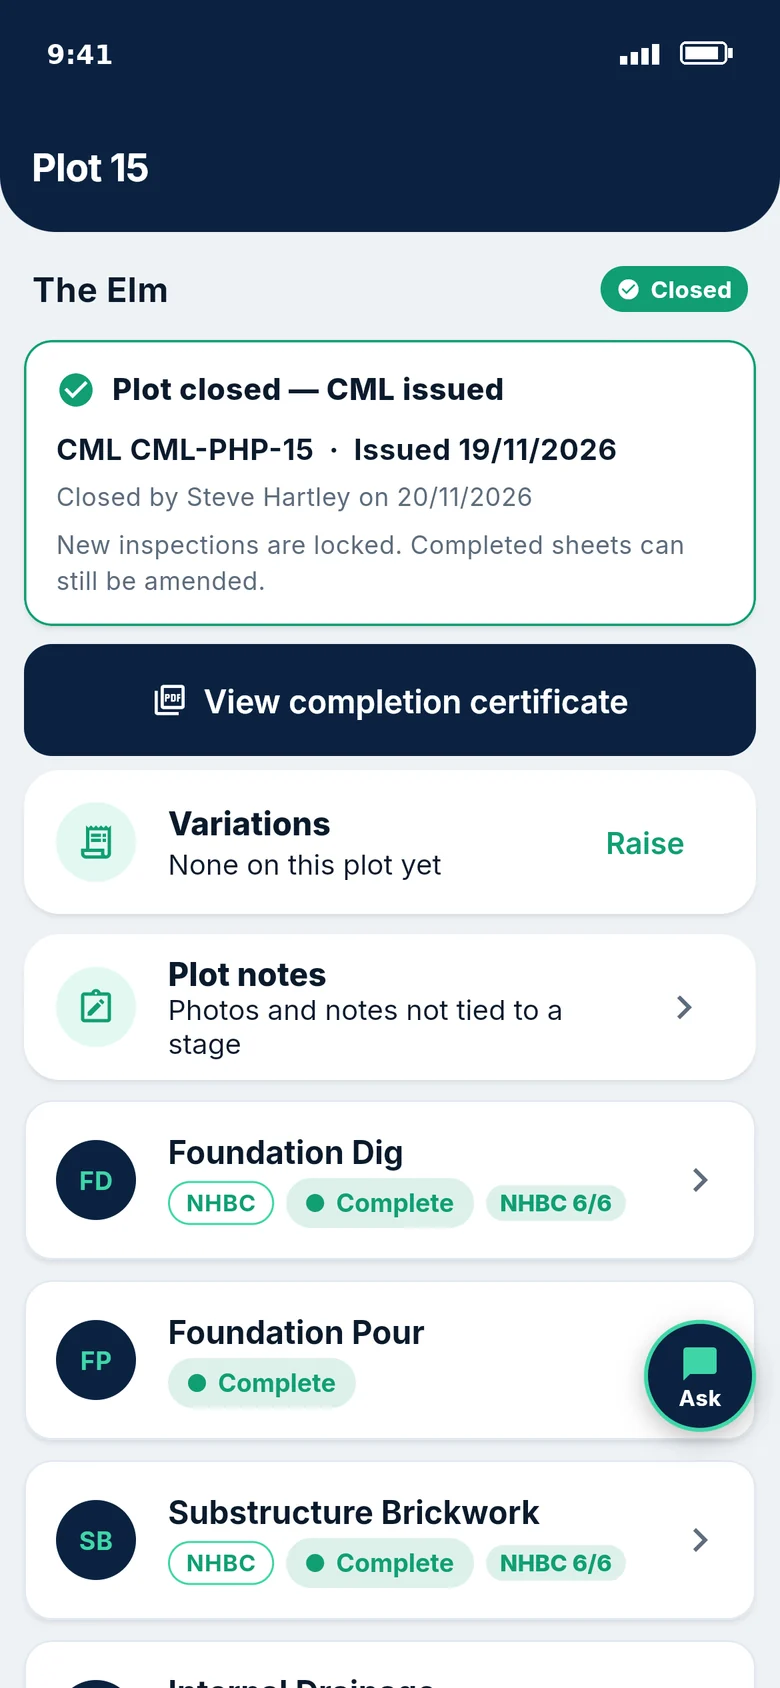 9:41
Plot 15
The Elm
Closed
Plot closed — CML issued
CML CML-PHP-15 · Issued 19/11/2026
Closed by Steve Hartley on 20/11/2026
New inspections are locked. Completed sheets can
still be amended.
PDF
View completion certificate
Variations
None on this plot yet
Raise
Plot notes
Photos and notes not tied to a
stage
FD
Foundation Dig
NHBC
Complete
NHBC 6/6
FP
Foundation Pour
Complete
Ask
SB
Substructure Brickwork
NHBC
Complete
NHBC 6/6
Internal Drainage